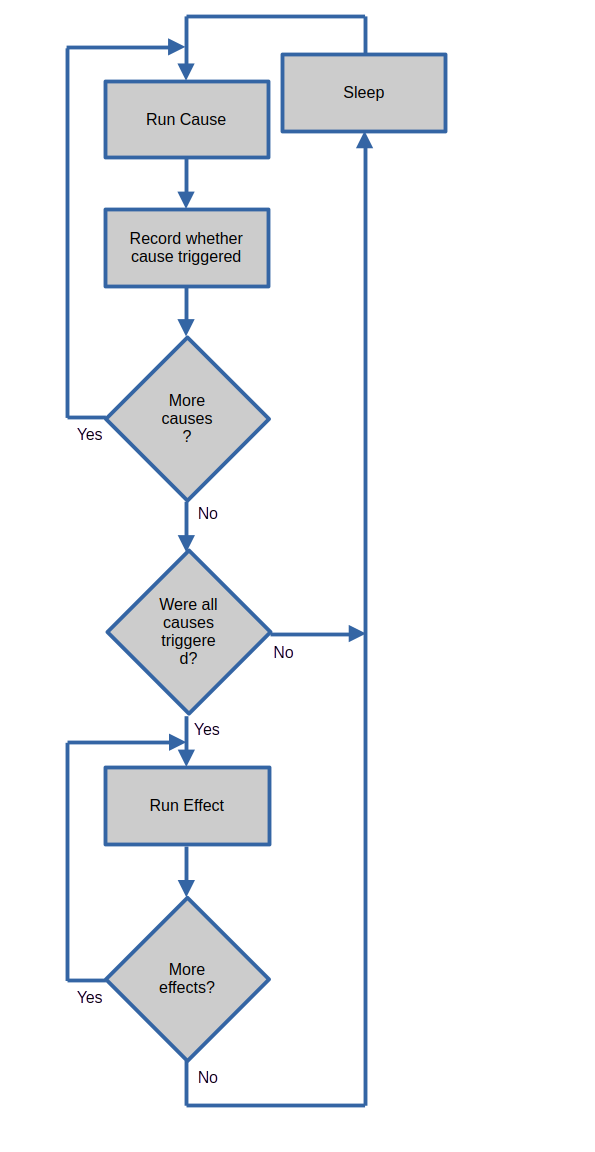 Sleep
Run Cause
Record whether
cause triggered
More
causes
?
Yes
No
Were all
causes
triggere
d?
No
Yes
Run Effect
More
effects?
Yes
No